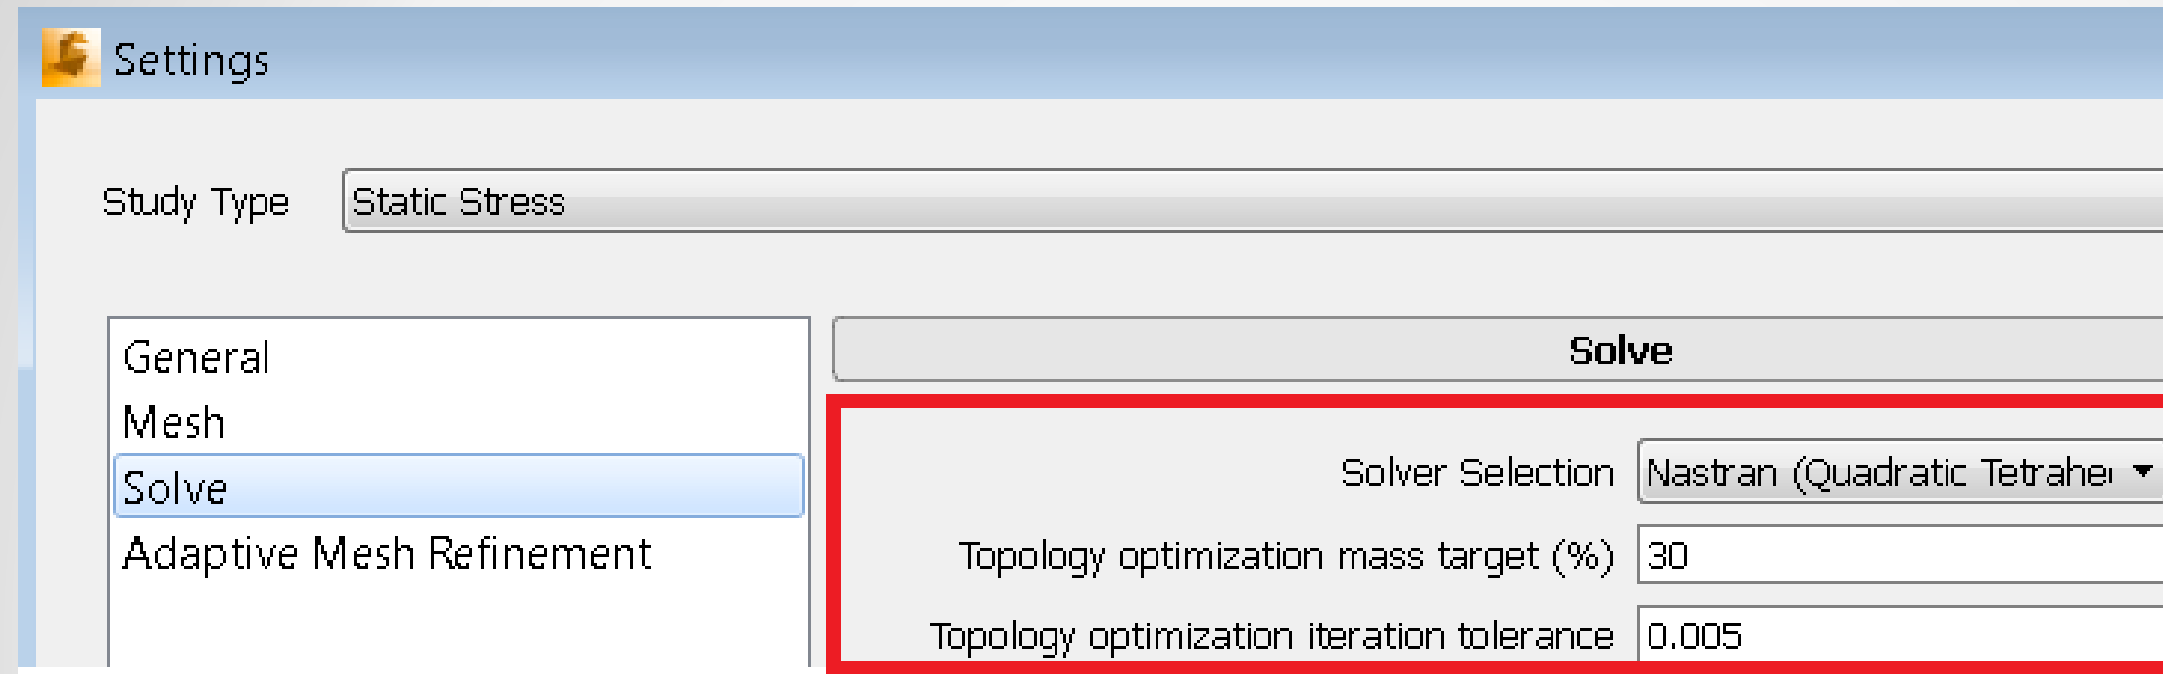 Settings
Study Type
Static Stress
General
Mesh
Solve
Adaptive Mesh Refinement
Solve
Solver Selection
Nastran (Quadratic
Topology optimization mass target (%)
30
Topology optimization iteration tolerance
0.005